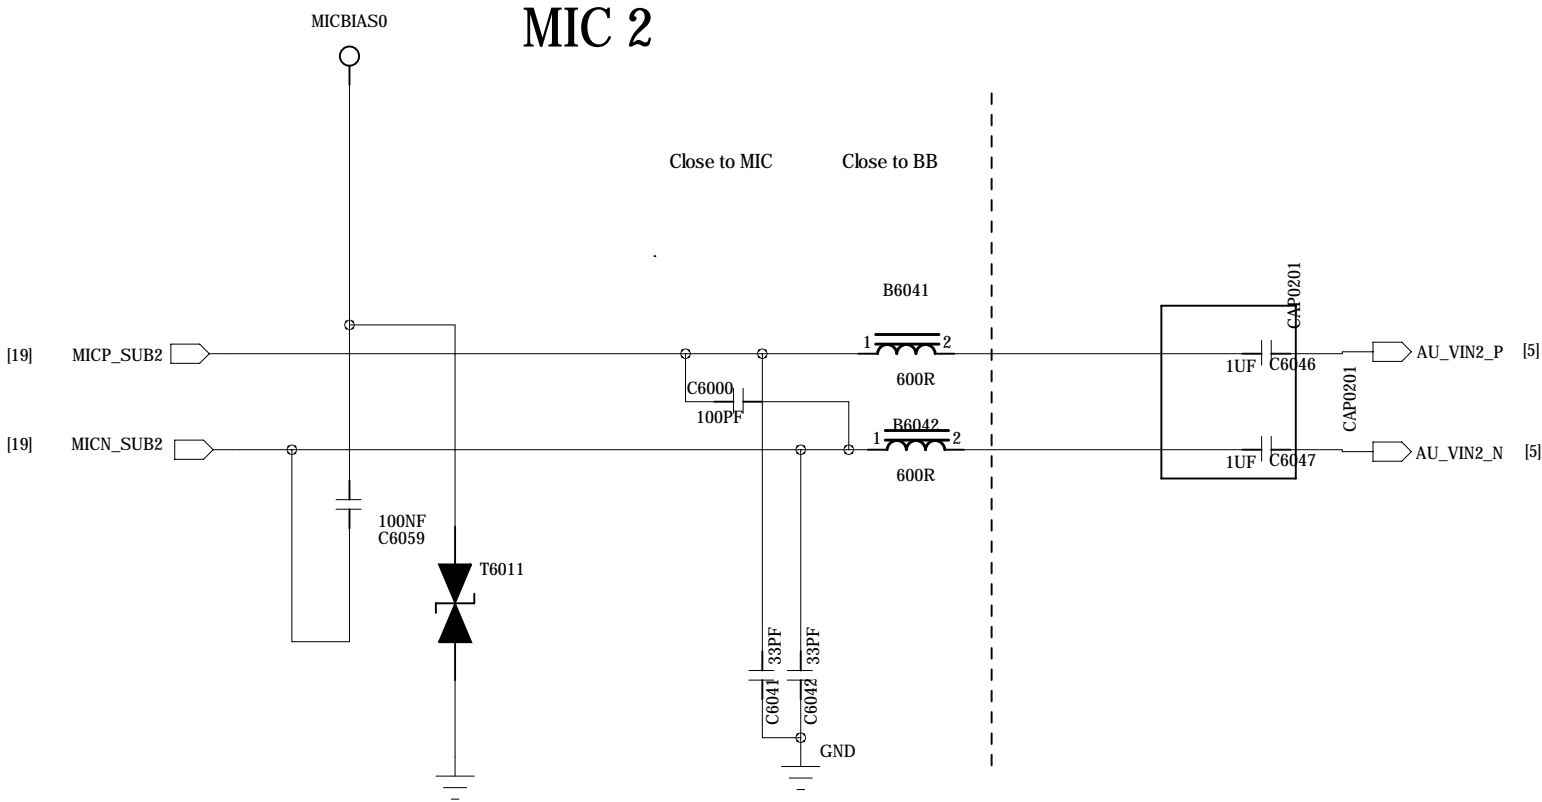 MIC 2
MICBIAS0
Close to MIC
Close to BB
B6041
CAP0201
[19] MICP_SUB2
1 2
AU_VIN2_P [5]
1UF C6046
600R
C6000
100PF
CAP0201
B6042
[19] MICN_SUB2
1 2
AU_VIN2_N [5]
1UF C6047
600R
100NF
C6059
T6011
33PF
33PF
C6041
C6042
GND